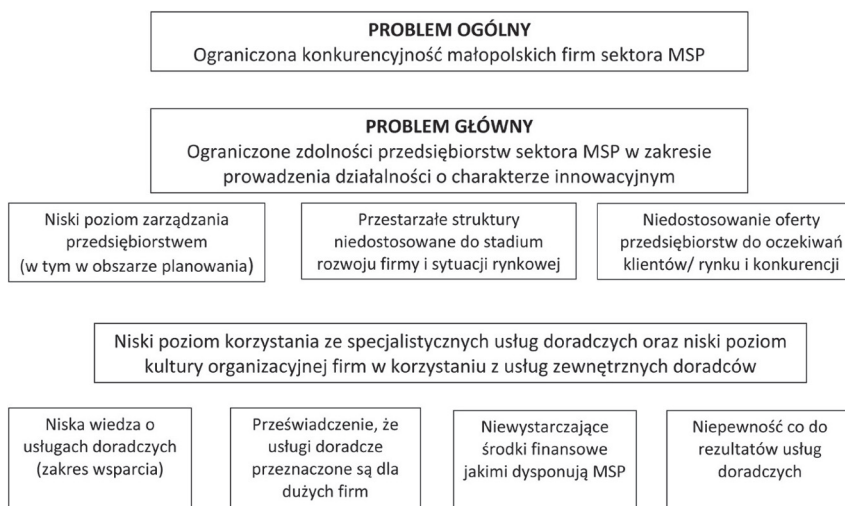 PROBLEM OGÓLNY
Ograniczona konkurencyjność małopolskich firm sektora MSP
PROBLEM GŁÓWNY
Ograniczone zdolności przedsiębiorstw sektora MSP w zakresie
prowadzenia działalności o charakterze innowacyjnym
Niski poziom zarządzania
przedsiębiorstwem
(w tym w obszarze planowania)
Przestarzałe struktury
niedostosowane do stadium
rozwoju firmy i sytuacji rynkowej
Niedostosowanie oferty
przedsiębiorstw do oczekiwań
klientów/ rynku i konkurencji
Niski poziom korzystania ze specjalistycznych usług doradczych oraz niski poziom
kultury organizacyjnej firm w korzystaniu z usług zewnętrznych doradców
Niska wiedza o
usługach doradczych
(zakres wsparcia)
Przeświadczenie, że
usługi doradcze
przeznaczone są dla
dużych firm
Niewystarczające
środki finansowe
jakimi dysponują MSP
Niepewność co do
rezultatów usług
doradczych